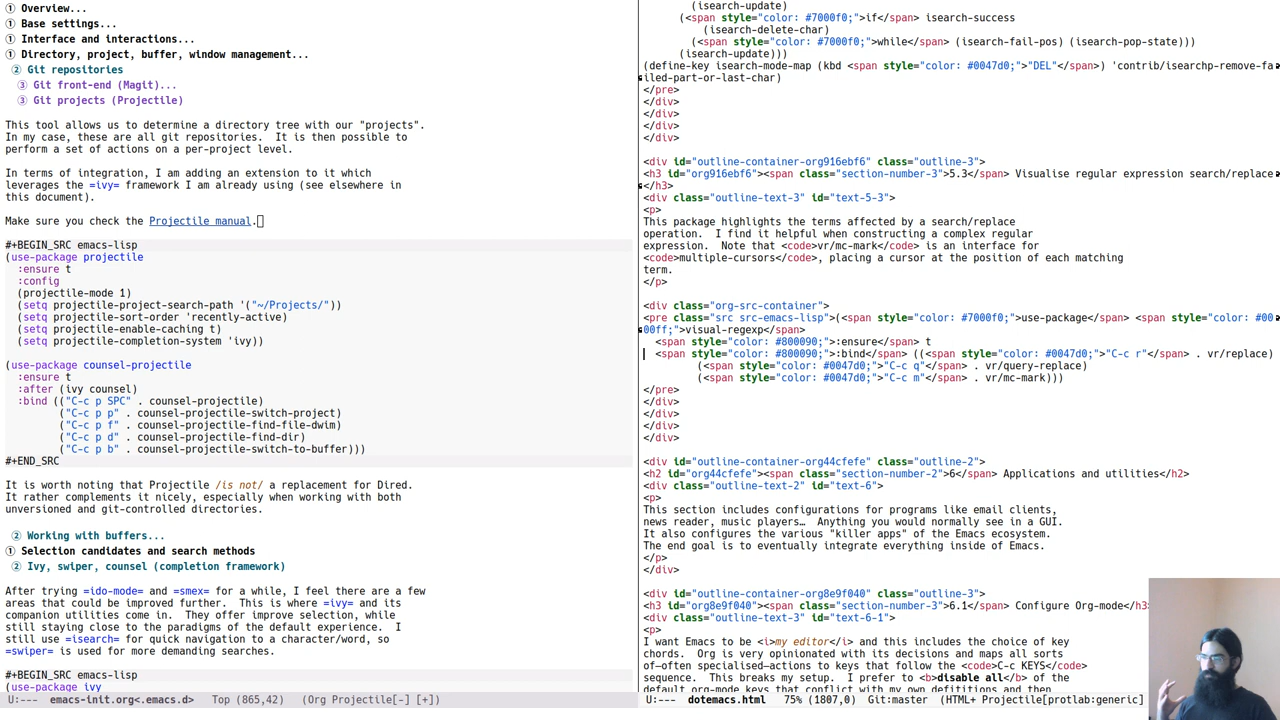 ① Overview...
① Base settings...
① Interface and interactions...
① Directory, project, buffer, window management...
② Git repositories
③ Git front-end (Magit)...
③ Git projects (Projectile)
This tool allows us to determine a directory tree with our "projects".
In my case, these are all git repositories.  It is then possible to
perform a set of actions on a per-project level.
In terms of integration, I am adding an extension to it which
leverages the =ivy= framework I am already using (see elsewhere in
this document).
Make sure you check the Projectile manual.
#+BEGIN_SRC emacs-lisp
(use-package projectile
  :ensure t
  :config
  (projectile-mode 1)
  (setq projectile-project-search-path '("~/Projects/"))
  (setq projectile-sort-order 'recently-active)
  (setq projectile-enable-caching t)
  (setq projectile-completion-system 'ivy))
(use-package counsel-projectile
  :ensure t
  :after (ivy counsel)
  :bind (("C-c p SPC" . counsel-projectile)
         ("C-c p p" . counsel-projectile-switch-project)
         ("C-c p f" . counsel-projectile-find-file-dwim)
         ("C-c p d" . counsel-projectile-find-dir)
         ("C-c p b" . counsel-projectile-switch-to-buffer)))
#+END_SRC
It is worth noting that Projectile /is not/ a replacement for Dired.
It rather complements it nicely, especially when working with both
unversioned and git-controlled directories.
② Working with buffers...
① Selection candidates and search methods
② Ivy, swiper, counsel (completion framework)
After trying =ido-mode= and =smex= for a while, I feel there are a few
areas that could be improved further.  This is where =ivy= and its
companion utilities come in.  They offer improve selection, while
still staying close to the paradigms of the default experience.  I
still use =isearch= for quick navigation to a character/word, so
=swiper= is used for more demanding searches.
#+BEGIN_SRC emacs-lisp
(use-package ivy
U:---  emacs-init.org<.emacs.d>   Top (865,42)   (Org Projectile[-] [+])
(isearch-update)
(<span style="color: #7000f0;">if</span> isearch-success
(isearch-delete-char)
(<span style="color: #7000f0;">while</span> (isearch-fail-pos) (isearch-pop-state)))
(isearch-update)))
(define-key isearch-mode-map (kbd <span style="color: #0047d0;">"DEL"</span>) 'contrib/isearchp-remove-fa
iled-part-or-last-char)
</pre>
</div>
</div>
</div>
</div>
<div id="outline-container-org916ebf6" class="outline-3">
<h3 id="org916ebf6"><span class="section-number-3">5.3</span> Visualise regular expression search/replace
</h3>
<div class="outline-text-3" id="text-5-3">
<p>
This package highlights the terms affected by a search/replace
operation.  I find it helpful when constructing a complex regular
expression.  Note that <code>vr/mc-mark</code> is an interface for
<code>multiple-cursors</code>, placing a cursor at the position of each matching
term.
</p>
<div class="org-src-container">
<pre class="src src-emacs-lisp">(<span style="color: #7000f0;">use-package</span> <span style="color: #00
00ff;">visual-regexp</span>
  <span style="color: #800090;">:ensure</span> t
  <span style="color: #800090;">:bind</span> ((<span style="color: #0047d0;">"C-c r"</span> . vr/replace)
         (<span style="color: #0047d0;">"C-c q"</span> . vr/query-replace)
         (<span style="color: #0047d0;">"C-c m"</span> . vr/mc-mark)))
</pre>
</div>
</div>
</div>
</div>
<div id="outline-container-org44cfefe" class="outline-2">
<h2 id="org44cfefe"><span class="section-number-2">6</span> Applications and utilities</h2>
<div class="outline-text-2" id="text-6">
<p>
This section includes configurations for programs like email clients,
news reader, music players…  Anything you would normally see in a GUI.
It also configures the various "killer apps" of the Emacs ecosystem.
The end goal is to eventually integrate everything inside of Emacs.
</p>
</div>
<div id="outline-container-org8e9f040" class="outline-3">
<h3 id="org8e9f040"><span class="section-number-3">6.1</span> Configure Org-mode</h3>
<div class="outline-text-3" id="text-6-1">
<p>
I want Emacs to be <i>my editor</i> and this includes the choice of key
chords.  Org is very opinionated with its decisions and maps all sorts
of—often specialised—actions to keys that follow the <code>C-c KEYS</code>
sequence.  This breaks my setup.  I prefer to <b>disable all</b> of the
default org-mode keys that conflict with my own defititions and then
U:---  dotemacs.html   75% (1807,0)   Git:master  (HTML+ Projectile[protlab:generic]